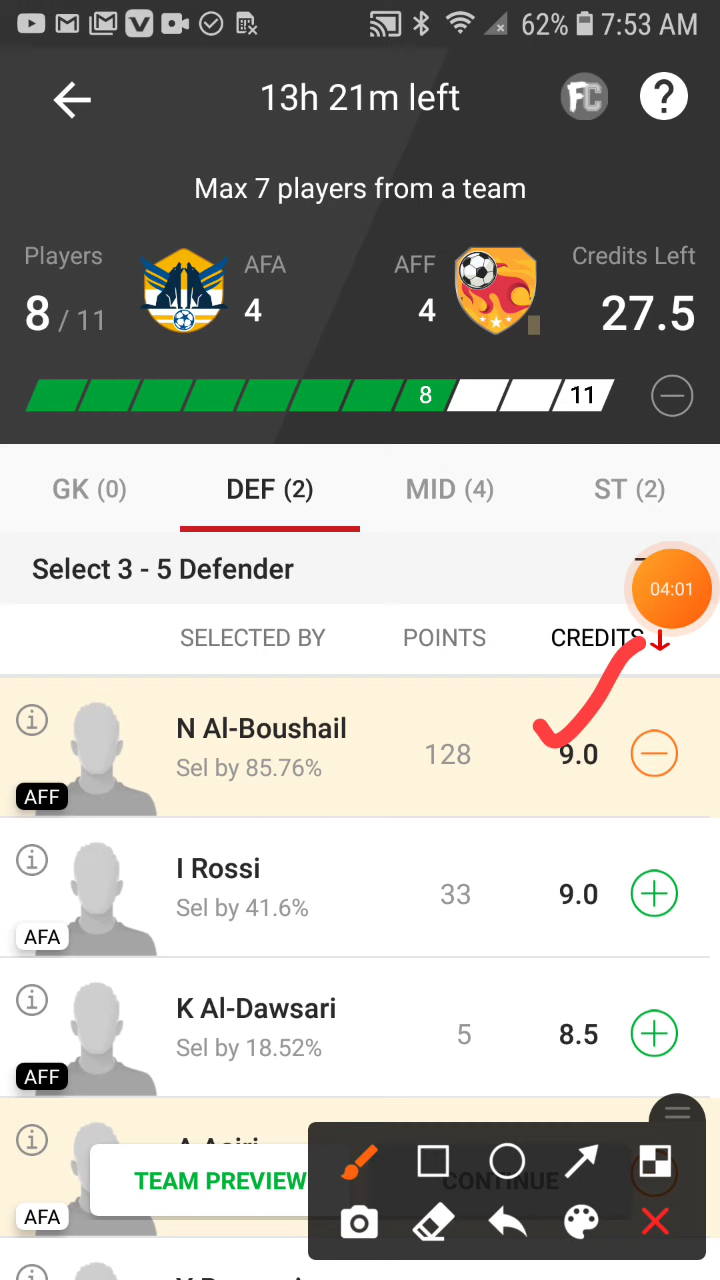 62% 7:53 AM
13h 21m left
FC ?
Max 7 players from a team
Players AFA AFF Credits Left
8 / 11 4 4 27.5
8 11
GK (0) DEF (2) MID (4) ST (2)
Select 3 - 5 Defender
04:01
SELECTED BY POINTS CREDITS
N Al-Boushail
Sel by 85.76% 128 9.0
AFF
I Rossi
Sel by 41.6% 33 9.0
AFA
K Al-Dawsari
Sel by 18.52% 5 8.5
AFF
TEAM PREVIEW CONTINUE
AFA